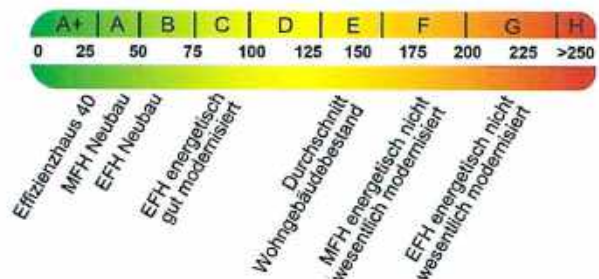 A+ A B C D E F G H
0 25 50 75 100 125 150 175 200 225 >250
Effizienzhaus 40
MFH Neubau
EFH Neubau
EFH energetisch
gut modernisiert
Durchschnitt
Wohngebäudebestand
MFH energetisch nicht
wesentlich modernisiert
EFH energetisch nicht
wesentlich modernisiert